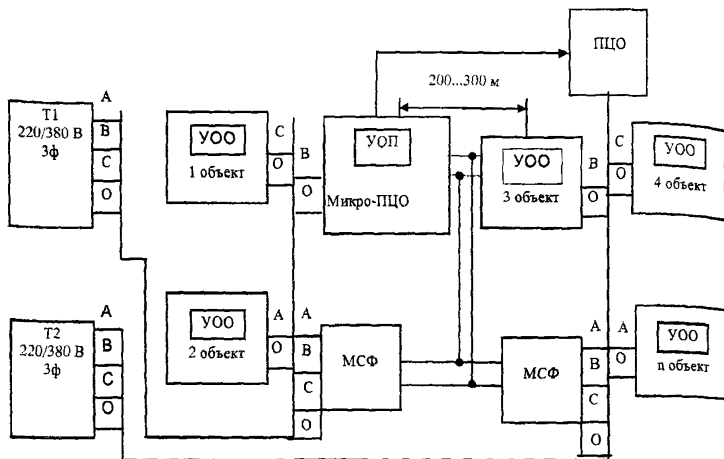 ПЦО
200...300 м
Т1
220/380 В
3ф
А
В
С
О
УОО
1 объект
С
О
В
О
УОП
Микро-ПЦО
УОО
3 объект
В
О
С
О
УОО
4 объект
Т2
220/380 В
3ф
А
В
С
О
УОО
2 объект
А
О
А
В
С
О
МСФ
МСФ
А
В
С
О
А
О
УОО
n объект